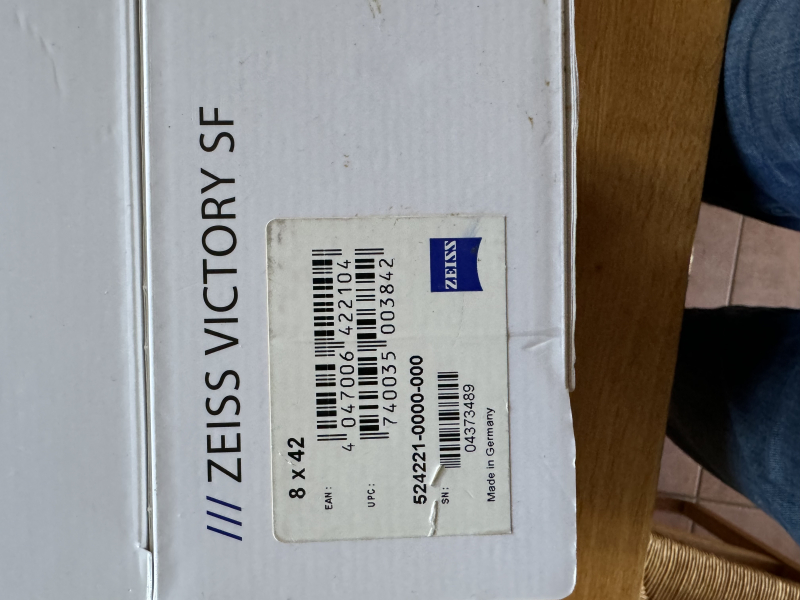 /// ZEISS VICTORY SF
8 x 42
EAN:
4 047006 422104
UPC:
740035 003842
524221-0000-000
SN:
04373489
Made in Germany
ZEISS